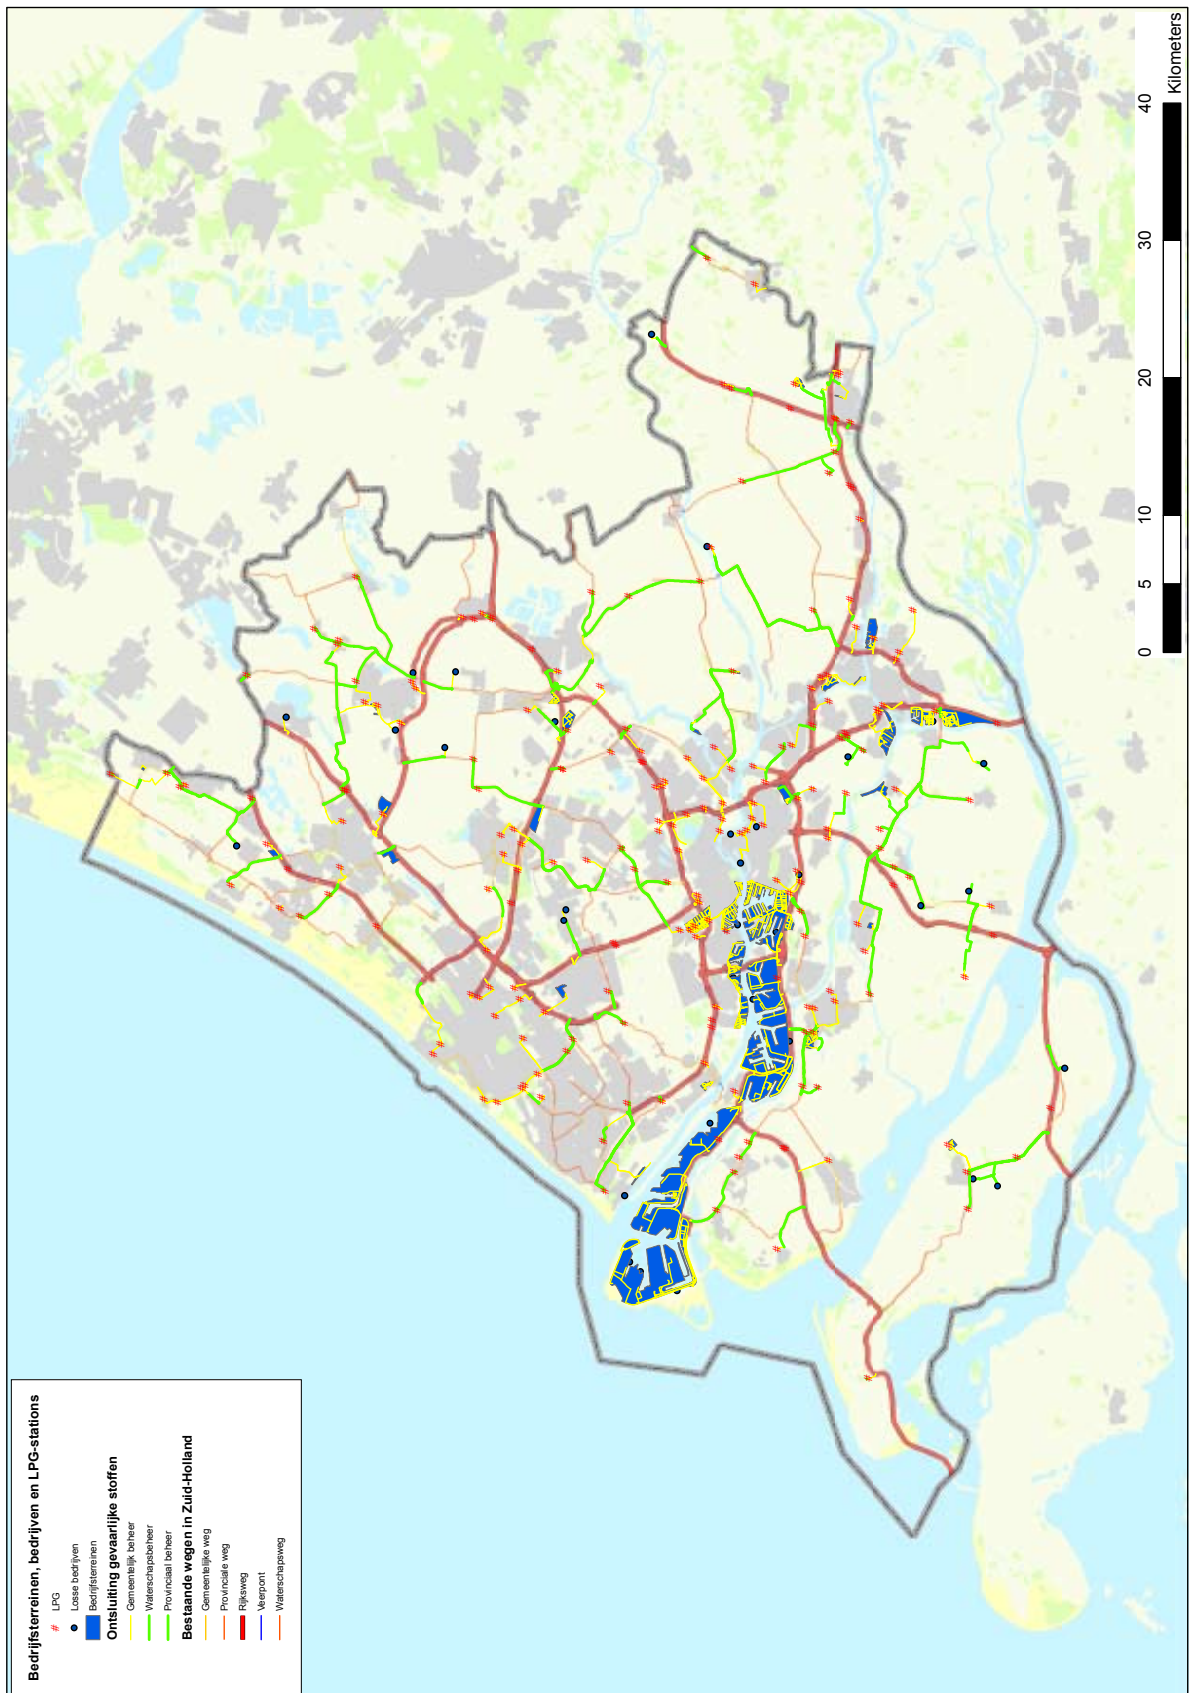 Bedrijfsterreinen, bedrijven en LPG-stations
LPG
Losse bedrijven
Bedrijfsterreinen
Ontsluiting gevaarlijke stoffen
Gemeentelijk beheer
Waterschapsbeheer
Provinciaal beheer
Bestaande wegen in Zuid-Holland
Gemeentelijke weg
Provinciale weg
Rijksweg
Veerpont
Waterschapsweg
0 5 10 20 30 40
Kilometers